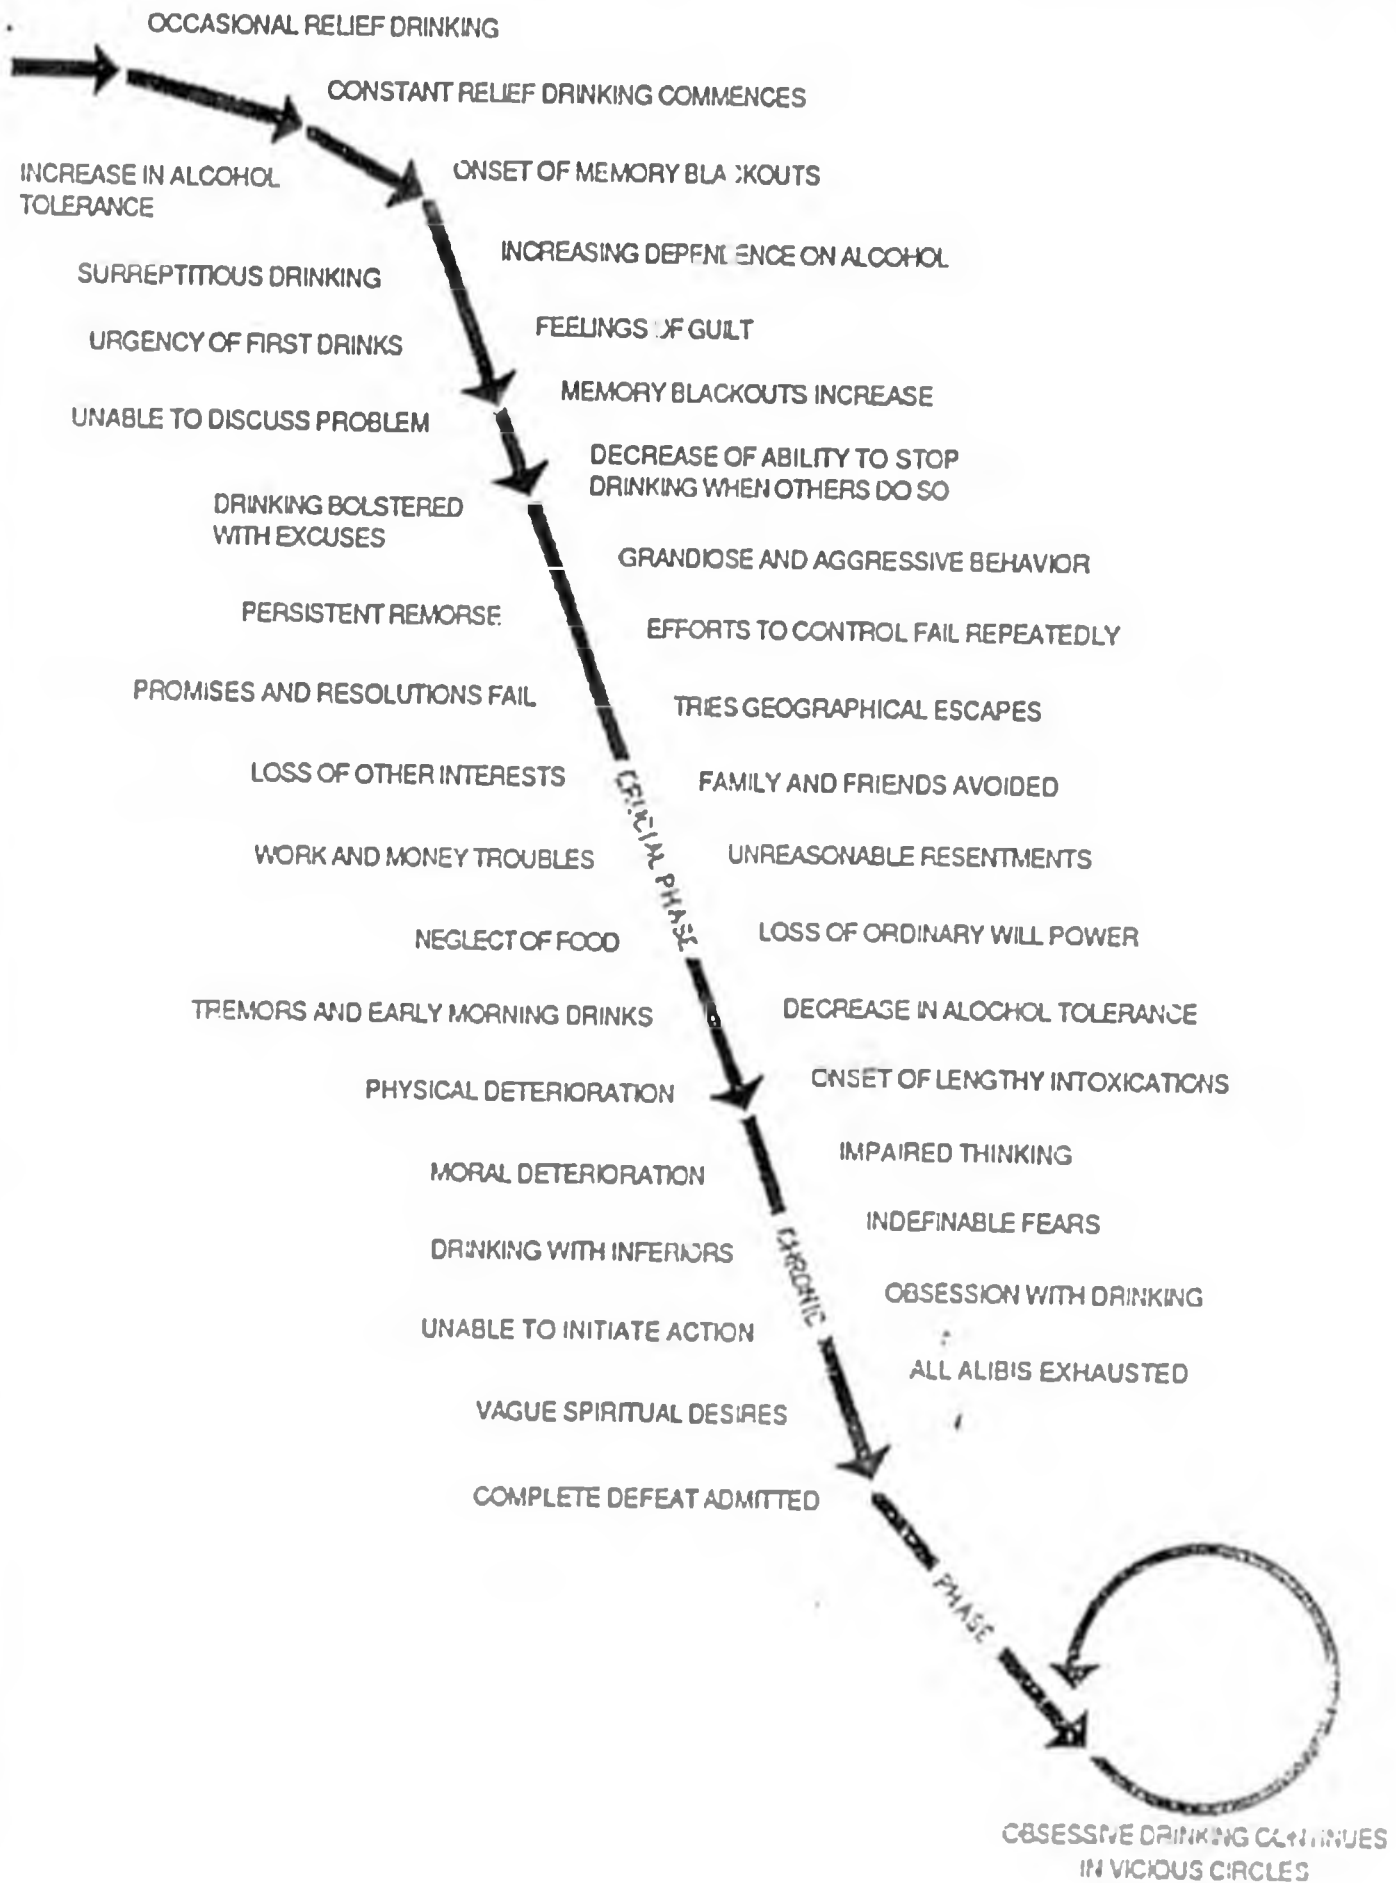 OCCASIONAL RELIEF DRINKING
CONSTANT RELIEF DRINKING COMMENCES
INCREASE IN ALCOHOL
TOLERANCE
ONSET OF MEMORY BLACKOUTS
INCREASING DEPENDENCE ON ALCOHOL
SURREPTITIOUS DRINKING
FEELINGS OF GUILT
URGENCY OF FIRST DRINKS
MEMORY BLACKOUTS INCREASE
UNABLE TO DISCUSS PROBLEM
DECREASE OF ABILITY TO STOP
DRINKING WHEN OTHERS DO SO
DRINKING BOLSTERED
WITH EXCUSES
GRANDIOSE AND AGGRESSIVE BEHAVIOR
PERSISTENT REMORSE
EFFORTS TO CONTROL FAIL REPEATEDLY
PROMISES AND RESOLUTIONS FAIL
TRIES GEOGRAPHICAL ESCAPES
LOSS OF OTHER INTERESTS
FAMILY AND FRIENDS AVOIDED
CRUCIAL PHASE
WORK AND MONEY TROUBLES
UNREASONABLE RESENTMENTS
NEGLECT OF FOOD
LOSS OF ORDINARY WILL POWER
TREMORS AND EARLY MORNING DRINKS
DECREASE IN ALOCHOL TOLERANCE
PHYSICAL DETERIORATION
ONSET OF LENGTHY INTOXICATIONS
MORAL DETERIORATION
IMPAIRED THINKING
DRINKING WITH INFERIORS
INDEFINABLE FEARS
CHRONIC
UNABLE TO INITIATE ACTION
OBSESSION WITH DRINKING
VAGUE SPIRITUAL DESIRES
ALL ALIBIS EXHAUSTED
COMPLETE DEFEAT ADMITTED
PHASE
OBSESSIVE DRINKING CONTINUES
IN VICIOUS CIRCLES